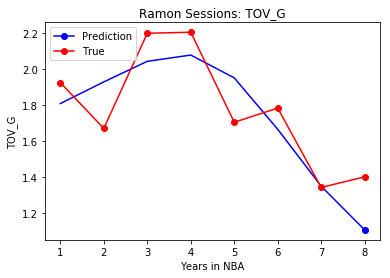 Ramon Sessions: TOV_G
Prediction
True
TOV_G
2.2
2.0
1.8
1.6
1.4
1.2
1 2 3 4 5 6 7 8
Years in NBA